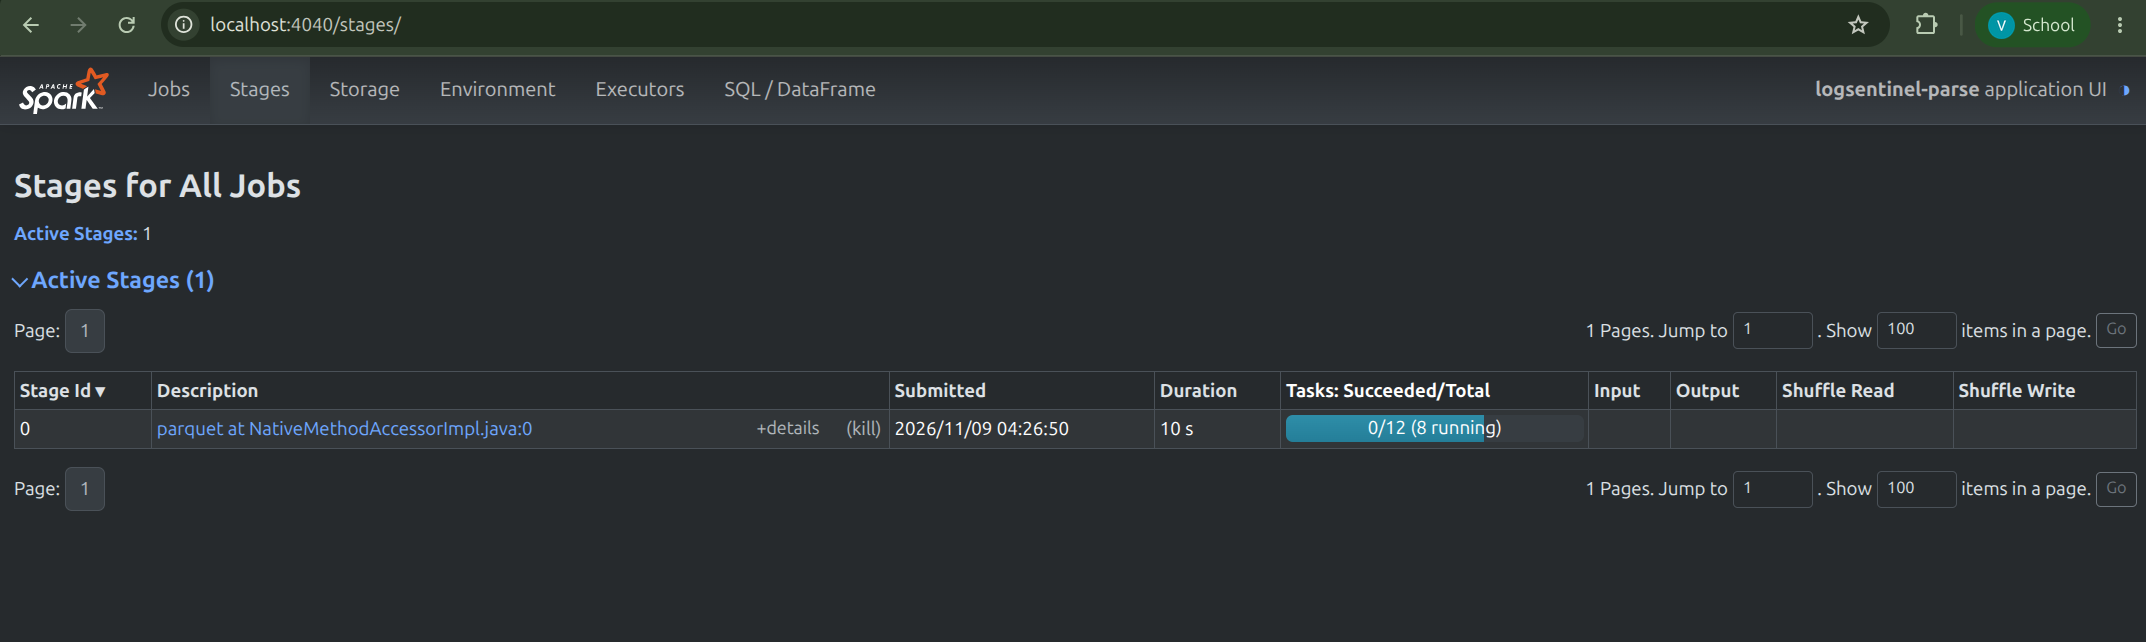 localhost:4040/stages/
V School
APACHE Spark™ Jobs Stages Storage Environment Executors SQL / DataFrame logsentinel-parse application UI
Stages for All Jobs
Active Stages: 1
Active Stages (1)
Page: 1 1 Pages. Jump to 1 . Show 100 items in a page. Go
Stage Id ▾ Description Submitted Duration Tasks: Succeeded/Total Input Output Shuffle Read Shuffle Write
0 parquet at NativeMethodAccessorImpl.java:0 +details (kill) 2026/11/09 04:26:50 10 s 0/12 (8 running)
Page: 1 1 Pages. Jump to 1 . Show 100 items in a page. Go